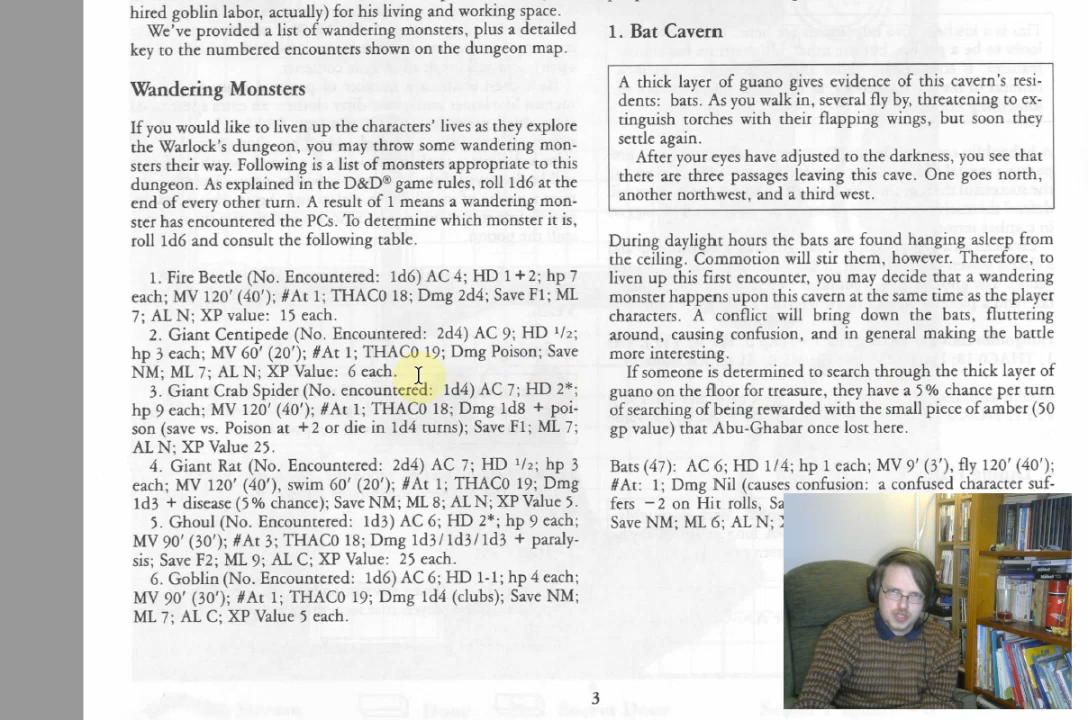 hired goblin labor, actually) for his living and working space.
We've provided a list of wandering monsters, plus a detailed
key to the numbered encounters shown on the dungeon map.
Wandering Monsters
If you would like to liven up the characters' lives as they explore
the Warlock's dungeon, you may throw some wandering mon-
sters their way. Following is a list of monsters appropriate to this
dungeon. As explained in the D&D® game rules, roll 1d6 at the
end of every other turn. A result of 1 means a wandering mon-
ster has encountered the PCs. To determine which monster it is,
roll 1d6 and consult the following table.
1. Fire Beetle (No. Encountered: 1d6) AC 4; HD 1+2; hp 7
each; MV 120' (40'); #At 1; THAC0 18; Dmg 2d4; Save F1; ML
7; AL N; XP value: 15 each.
2. Giant Centipede (No. Encountered: 2d4) AC 9; HD 1/2;
hp 3 each; MV 60' (20'); #At 1; THAC0 19; Dmg Poison; Save
NM; ML 7; AL N; XP Value: 6 each.
3. Giant Crab Spider (No. encountered: 1d4) AC 7; HD 2*;
hp 9 each; MV 120' (40'); #At 1; THAC0 18; Dmg 1d8 + poi-
son (save vs. Poison at +2 or die in 1d4 turns); Save F1; ML 7;
AL N; XP Value 25.
4. Giant Rat (No. Encountered: 2d4) AC 7; HD 1/2; hp 3
each; MV 120' (40'), swim 60' (20'); #At 1; THAC0 19; Dmg
1d3 + disease (5% chance); Save NM; ML 8; AL N; XP Value 5.
5. Ghoul (No. Encountered: 1d3) AC 6; HD 2*; hp 9 each;
MV 90' (30'); #At 3; THAC0 18; Dmg 1d3/1d3/1d3 + paraly-
sis; Save F2; ML 9; AL C; XP Value: 25 each.
6. Goblin (No. Encountered: 1d6) AC 6; HD 1-1; hp 4 each;
MV 90' (30'); #At 1; THAC0 19; Dmg 1d4 (clubs); Save NM;
ML 7; AL C; XP Value 5 each.
1. Bat Cavern
A thick layer of guano gives evidence of this cavern's resi-
dents: bats. As you walk in, several fly by, threatening to ex-
tinguish torches with their flapping wings, but soon they
settle again.
After your eyes have adjusted to the darkness, you see that
there are three passages leaving this cave. One goes north,
another northwest, and a third west.
During daylight hours the bats are found hanging asleep from
the ceiling. Commotion will stir them, however. Therefore, to
liven up this first encounter, you may decide that a wandering
monster happens upon this cavern at the same time as the player
characters. A conflict will bring down the bats, fluttering
around, causing confusion, and in general making the battle
more interesting.
If someone is determined to search through the thick layer of
guano on the floor for treasure, they have a 5% chance per turn
of searching of being rewarded with the small piece of amber (50
gp value) that Abu-Ghabar once lost here.
Bats (47): AC 6; HD 1/4; hp 1 each; MV 9' (3'), fly 120' (40');
#At: 1; Dmg Nil (causes confusion: a confused character suf-
fers −2 on Hit rolls, Sa
Save NM; ML 6; AL N;
3